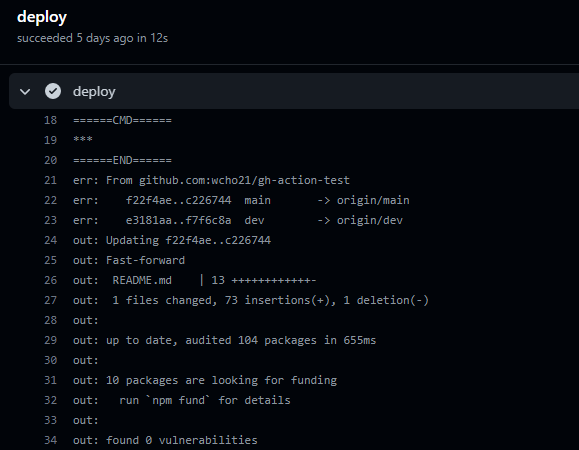 deploy
succeeded 5 days ago in 12s
deploy
18 ======CMD======
19 ***
20 ======END======
21 err: From github.com:wcho21/gh-action-test
22 err:    f22f4ae..c226744  main       -> origin/main
23 err:    e3181aa..f7f6c8a  dev        -> origin/dev
24 out: Updating f22f4ae..c226744
25 out: Fast-forward
26 out:  README.md    | 13 ++++++++++++-
27 out:  1 files changed, 73 insertions(+), 1 deletion(-)
28 out:
29 out: up to date, audited 104 packages in 655ms
30 out:
31 out: 10 packages are looking for funding
32 out:   run `npm fund` for details
33 out:
34 out: found 0 vulnerabilities